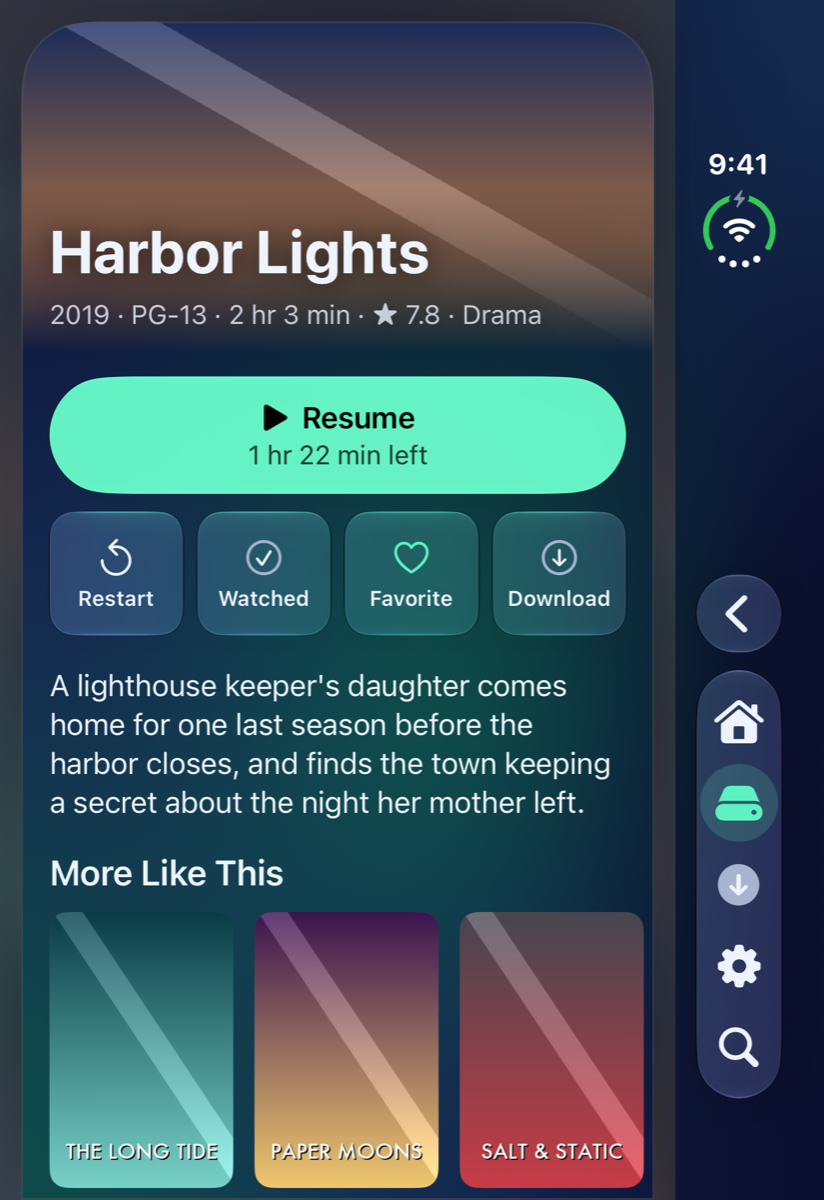 9:41
Harbor Lights
2019 · PG-13 · 2 hr 3 min · ★ 7.8 · Drama
Resume
1 hr 22 min left
Restart
Watched
Favorite
Download
A lighthouse keeper's daughter comes
home for one last season before the
harbor closes, and finds the town keeping
a secret about the night her mother left.
More Like This
THE LONG TIDE
PAPER MOONS
SALT & STATIC